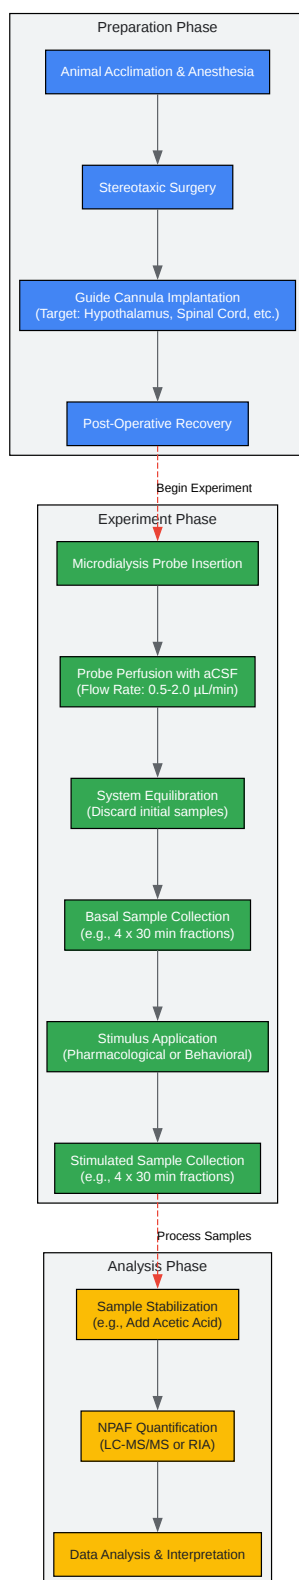 Preparation Phase
Animal Acclimation & Anesthesia
Stereotaxic Surgery
Guide Cannula Implantation
(Target: Hypothalamus, Spinal Cord, etc.)
Post-Operative Recovery
Begin Experiment
Experiment Phase
Microdialysis Probe Insertion
Probe Perfusion with aCSF
(Flow Rate: 0.5-2.0 µL/min)
System Equilibration
(Discard initial samples)
Basal Sample Collection
(e.g., 4 x 30 min fractions)
Stimulus Application
(Pharmacological or Behavioral)
Stimulated Sample Collection
(e.g., 4 x 30 min fractions)
Process Samples
Analysis Phase
Sample Stabilization
(e.g., Add Acetic Acid)
NPAF Quantification
(LC-MS/MS or RIA)
Data Analysis & Interpretation